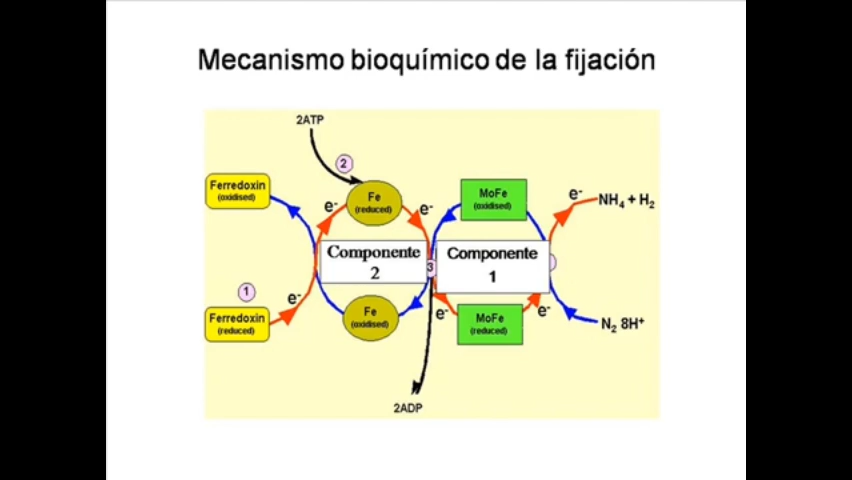 Mecanismo bioquímico de la fijación
2ATP
2
Ferredoxin
(oxidised)
e-
Fe
(reduced)
e-
MoFe
(oxidised)
e-
NH4 + H2
Componente
2
3
Componente
1
1
e-
Ferredoxin
(reduced)
Fe
(oxidised)
e-
MoFe
(reduced)
e-
N2 8H+
2ADP